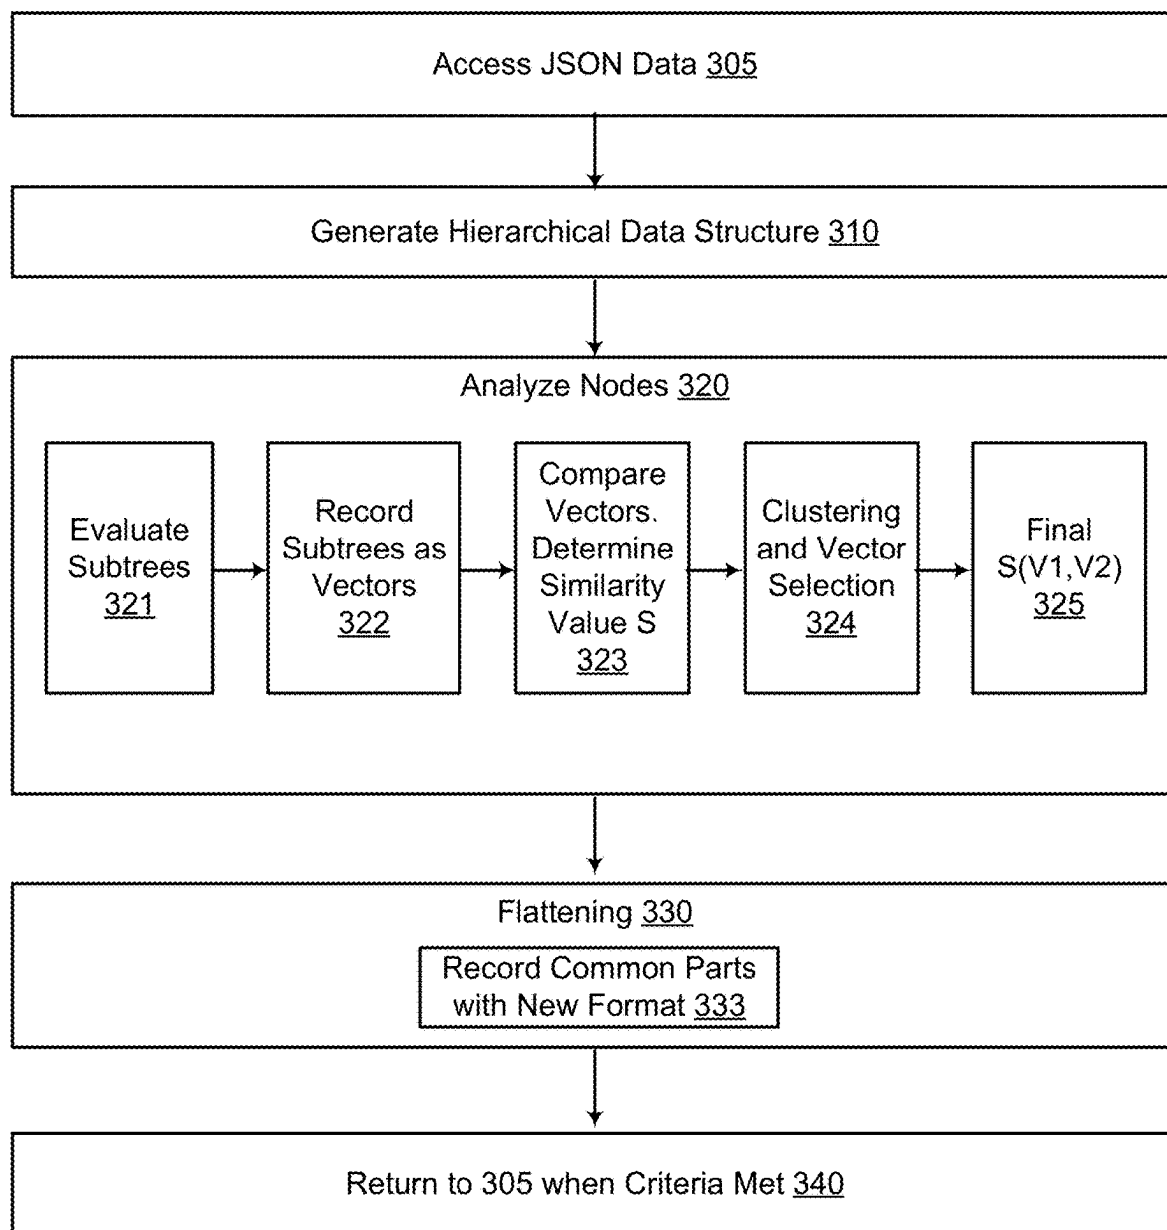 Access JSON Data 305
Generate Hierarchical Data Structure 310
Analyze Nodes 320
Evaluate
Subtrees
321
Record
Subtrees as
Vectors
322
Compare
Vectors.
Determine
Similarity
Value S
323
Clustering
and Vector
Selection
324
Final
S(V1,V2)
325
Flattening 330
Record Common Parts
with New Format 333
Return to 305 when Criteria Met 340